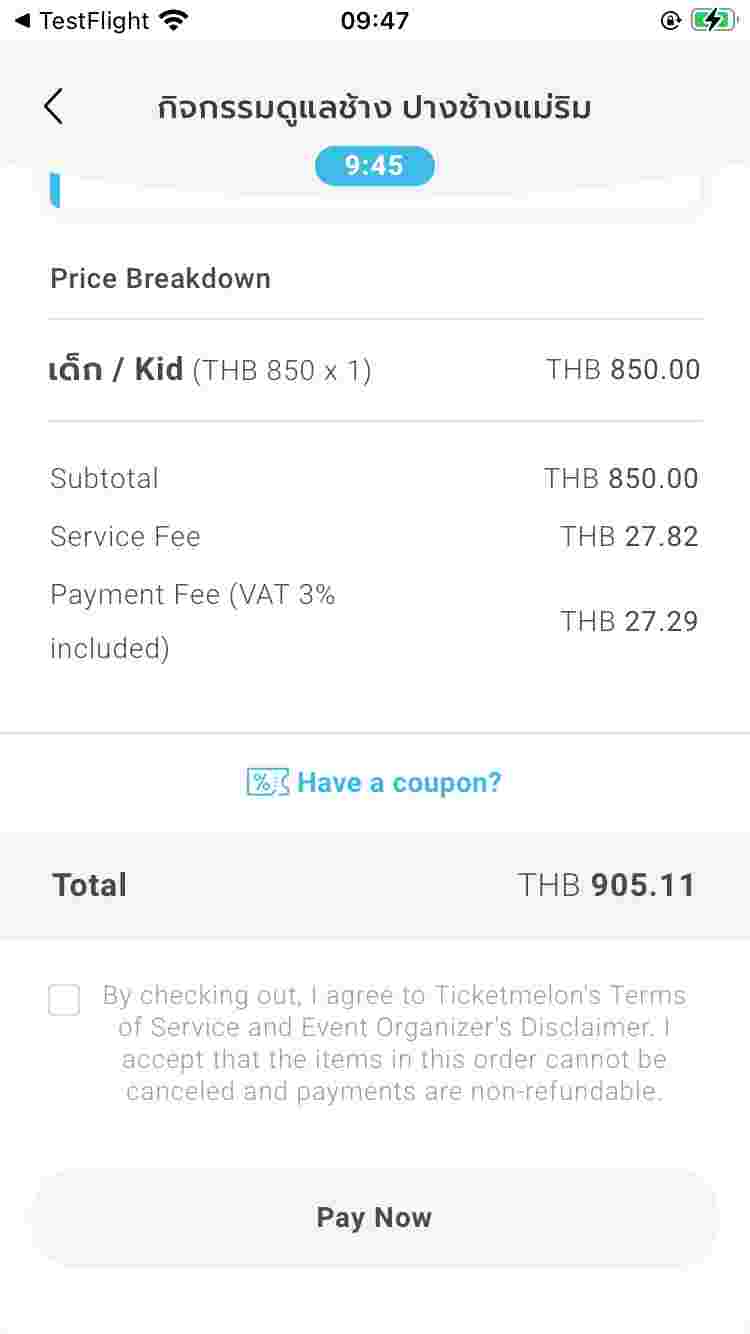 ◀ TestFlight 09:47
กิจกรรมดูแลช้าง ปางช้างแม่ริม
9:45
Price Breakdown
เด็ก / Kid (THB 850 x 1) THB 850.00
Subtotal THB 850.00
Service Fee THB 27.82
Payment Fee (VAT 3%
included) THB 27.29
% Have a coupon?
Total THB 905.11
By checking out, I agree to Ticketmelon's Terms
of Service and Event Organizer's Disclaimer. I
accept that the items in this order cannot be
canceled and payments are non-refundable.
Pay Now